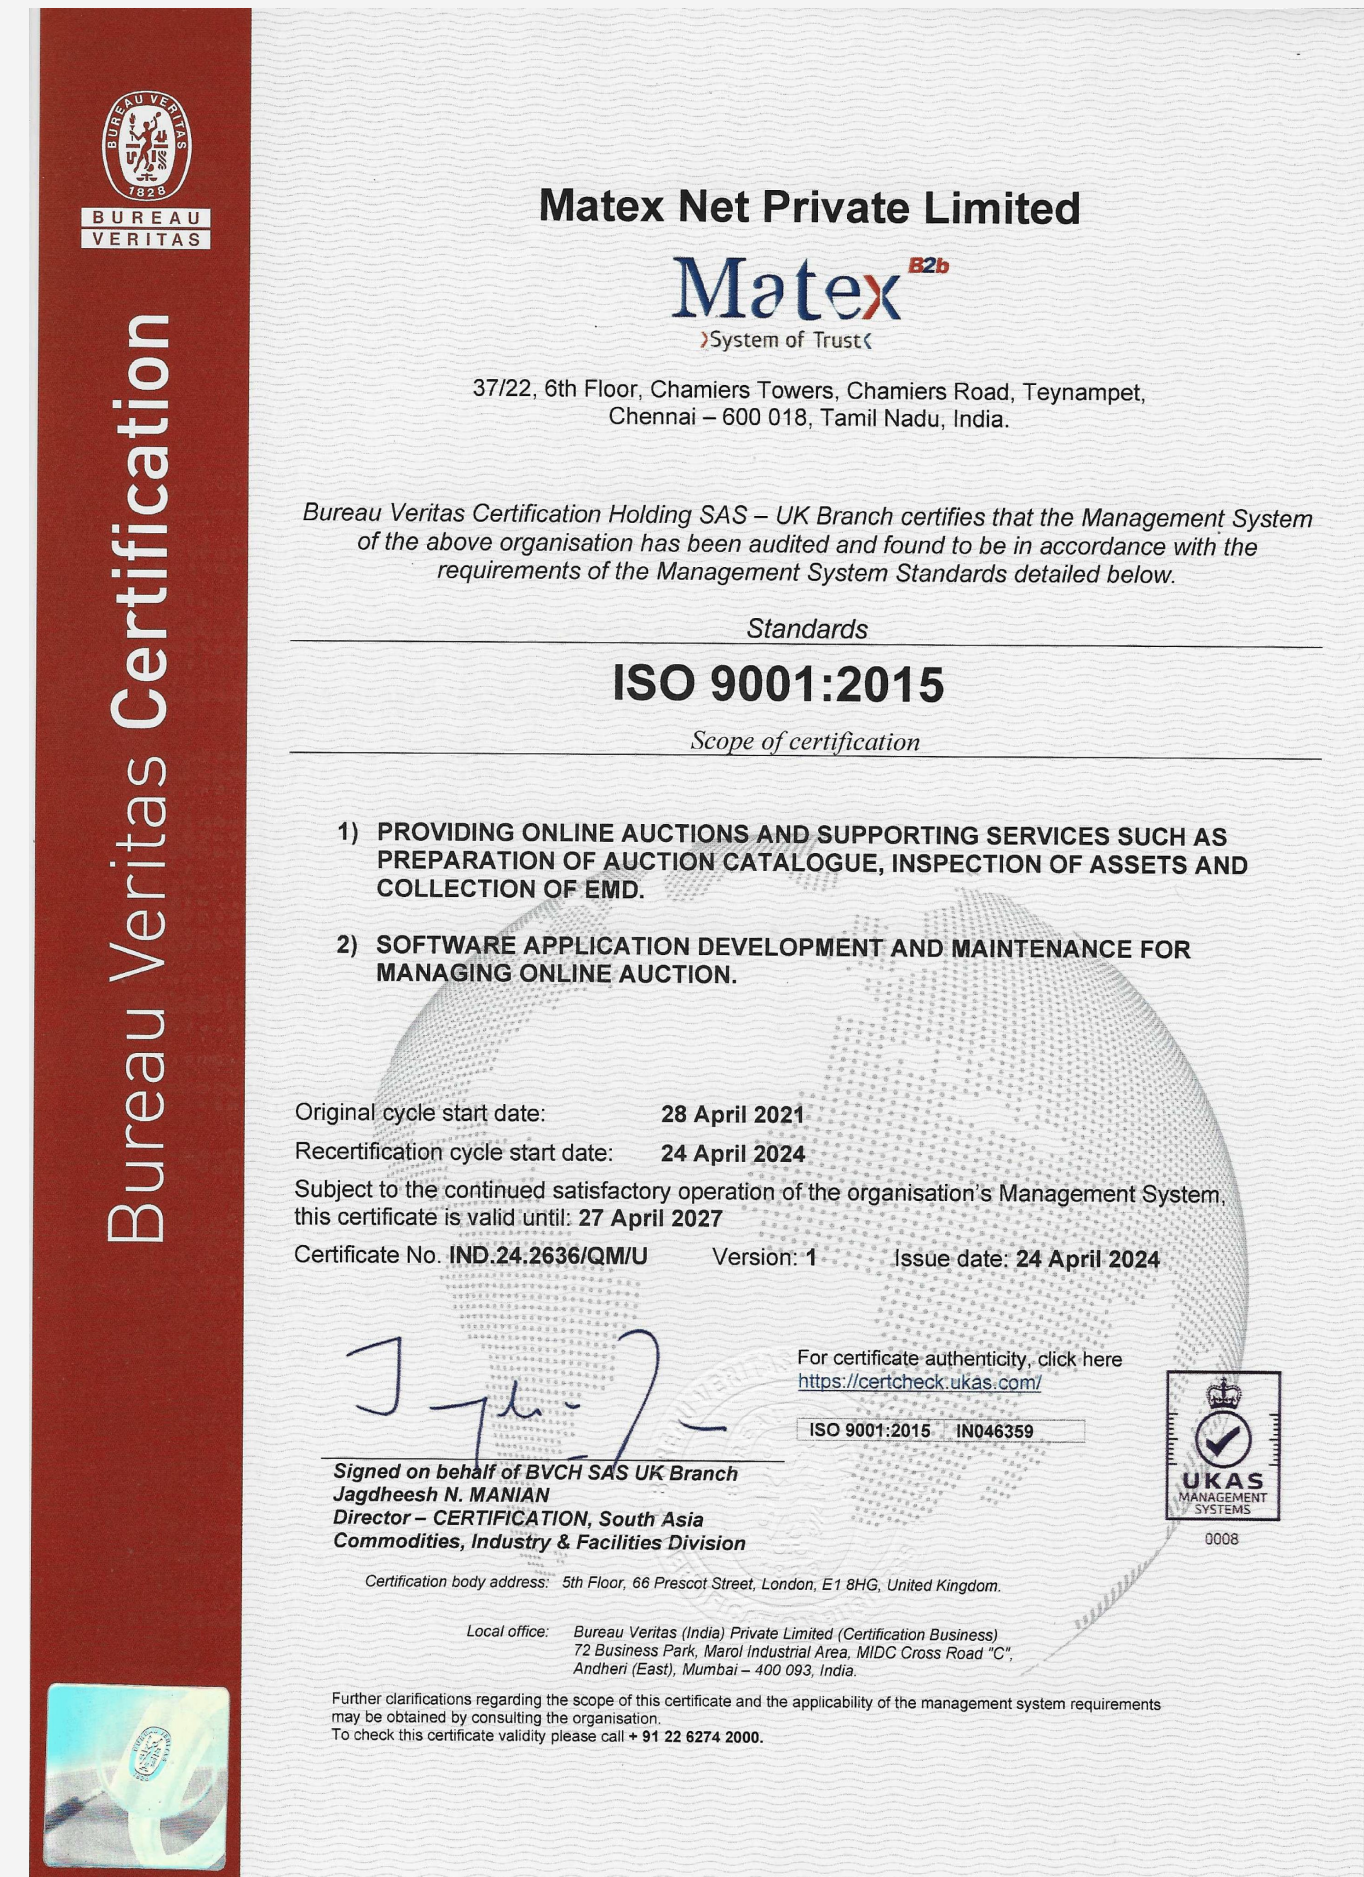 BUREAU VERITAS
1828
BUREAU
VERITAS
Bureau Veritas Certification
Matex Net Private Limited
Matex B2b
System of Trust
37/22, 6th Floor, Chamiers Towers, Chamiers Road, Teynampet,
Chennai – 600 018, Tamil Nadu, India.
Bureau Veritas Certification Holding SAS – UK Branch certifies that the Management System
of the above organisation has been audited and found to be in accordance with the
requirements of the Management System Standards detailed below.
Standards
ISO 9001:2015
Scope of certification
1) PROVIDING ONLINE AUCTIONS AND SUPPORTING SERVICES SUCH AS
PREPARATION OF AUCTION CATALOGUE, INSPECTION OF ASSETS AND
COLLECTION OF EMD.
2) SOFTWARE APPLICATION DEVELOPMENT AND MAINTENANCE FOR
MANAGING ONLINE AUCTION.
Original cycle start date: 28 April 2021
Recertification cycle start date: 24 April 2024
Subject to the continued satisfactory operation of the organisation's Management System,
this certificate is valid until: 27 April 2027
Certificate No. IND.24.2636/QM/U Version: 1 Issue date: 24 April 2024
For certificate authenticity, click here
https://certcheck.ukas.com/
ISO 9001:2015 IN046359
UKAS
MANAGEMENT
SYSTEMS
0008
Signed on behalf of BVCH SAS UK Branch
Jagdheesh N. MANIAN
Director – CERTIFICATION, South Asia
Commodities, Industry & Facilities Division
Certification body address: 5th Floor, 66 Prescot Street, London, E1 8HG, United Kingdom.
Local office: Bureau Veritas (India) Private Limited (Certification Business)
72 Business Park, Marol Industrial Area, MIDC Cross Road "C",
Andheri (East), Mumbai – 400 093, India.
Further clarifications regarding the scope of this certificate and the applicability of the management system requirements
may be obtained by consulting the organisation.
To check this certificate validity please call + 91 22 6274 2000.